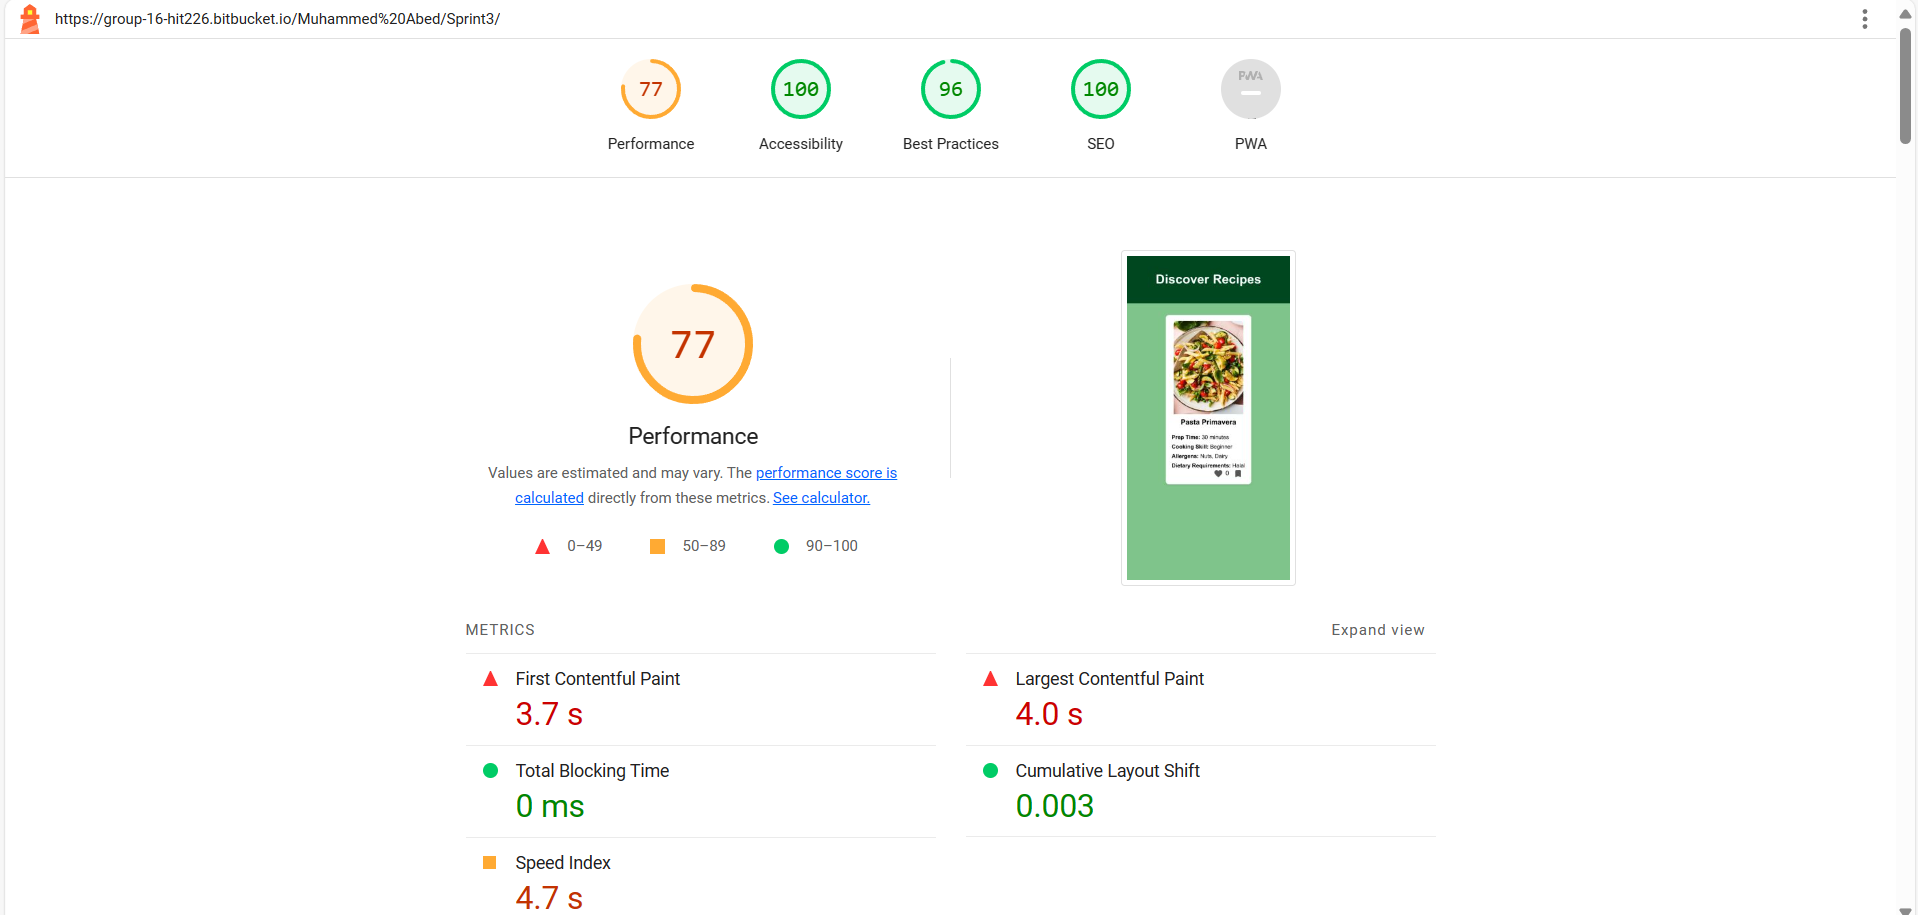 https://group-16-hit226.bitbucket.io/Muhammed%20Abed/Sprint3/
77
100
96
100
PWA
Performance
Accessibility
Best Practices
SEO
PWA
77
Performance
Values are estimated and may vary. The performance score is
calculated directly from these metrics. See calculator.
0–49
50–89
90–100
Discover Recipes
Pasta Primavera
Prep Time: 30 minutes
Cooking Skill: Beginner
Allergens: Nuts, Dairy
Dietary Requirements: Halal
0
METRICS
Expand view
First Contentful Paint
3.7 s
Largest Contentful Paint
4.0 s
Total Blocking Time
0 ms
Cumulative Layout Shift
0.003
Speed Index
4.7 s